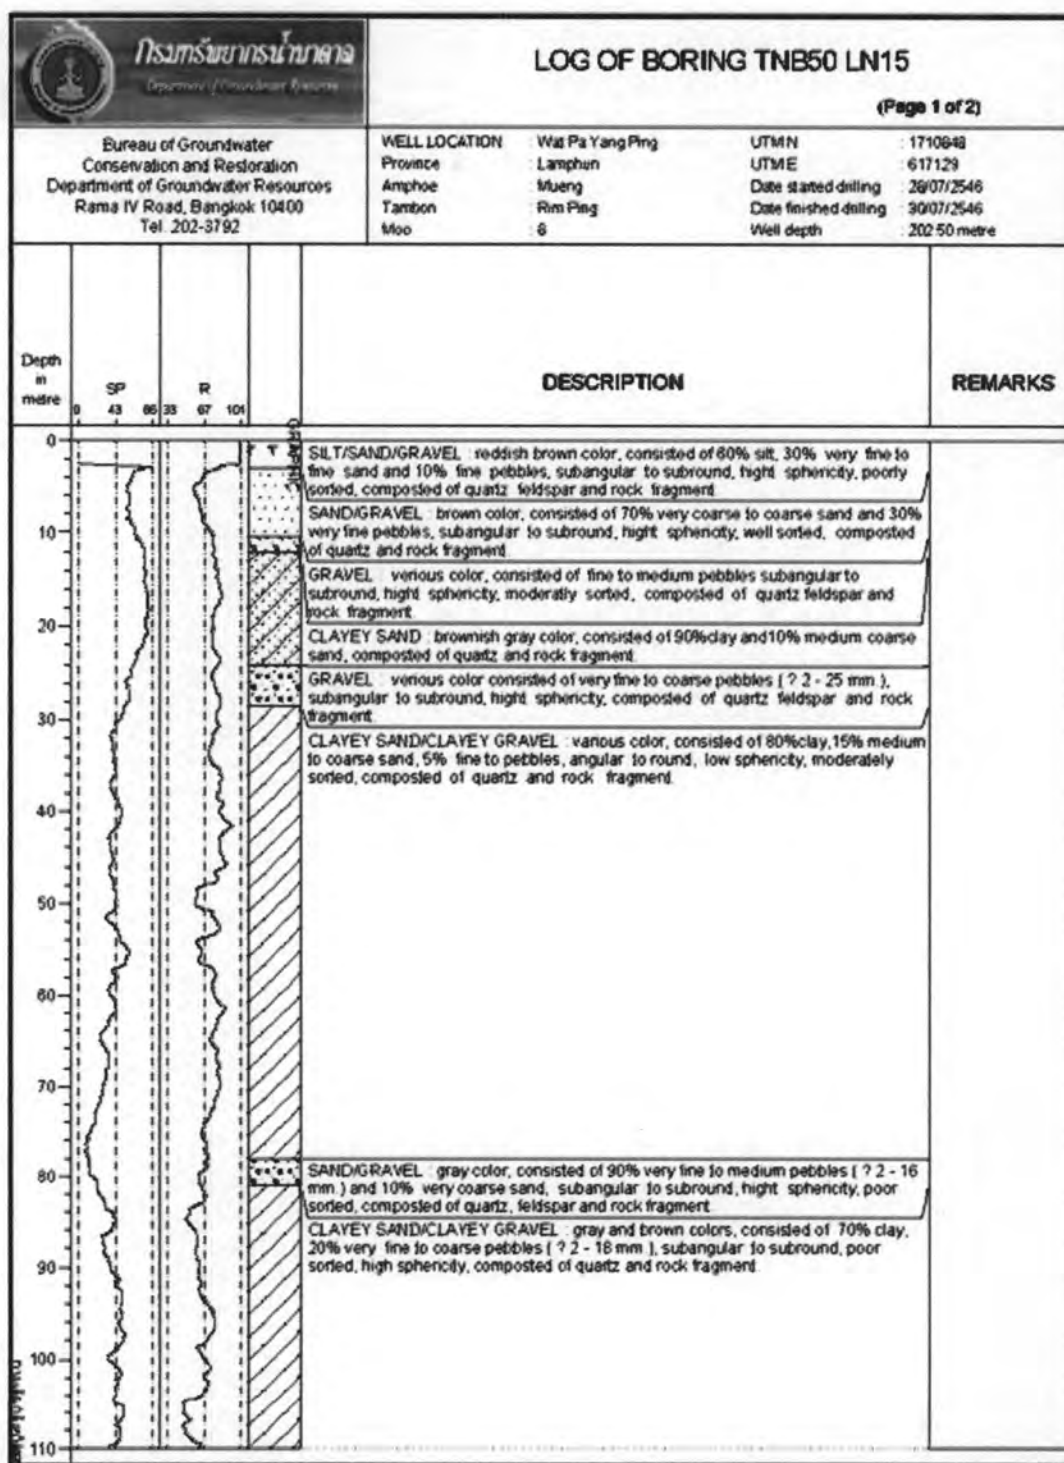 กรมทรัพยากรน้ำบาดาล
Department of Groundwater Resources
LOG OF BORING TNB50 LN15
(Page 1 of 2)
Bureau of Groundwater
Conservation and Restoration
Department of Groundwater Resources
Rama IV Road, Bangkok 10400
Tel. 202-3792
WELL LOCATION : Wat Pa Yang Ping
Province : Lamphun
Amphoe : Mueng
Tambon : Rim Ping
Moo : 6
UTMN : 1710848
UTME : 617129
Date started drilling : 28/07/2546
Date finished drilling : 30/07/2546
Well depth : 202.50 metre
Depth
in
metre
SP
0 43 86
R
33 67 101
GRAPHIC
DESCRIPTION
REMARKS
0
SILT/SAND/GRAVEL : reddish brown color, consisted of 60% silt, 30% very fine to
fine sand and 10% fine pebbles, subangular to subround, hight sphericity, poorly
sorted, composted of quartz feldspar and rock fragment
SAND/GRAVEL : brown color, consisted of 70% very coarse to coarse sand and 30%
very fine pebbles, subangular to subround, hight sphericity, well sorted, composted
of quartz and rock fragment
10
GRAVEL : verious color, consisted of fine to medium pebbles subangular to
subround, hight sphericity, moderatly sorted, composted of quartz feldspar and
rock fragment
20
CLAYEY SAND : brownish gray color, consisted of 90%clay and10% medium coarse
sand, composted of quartz and rock fragment
GRAVEL : verious color consisted of very fine to coarse pebbles ( ? 2 - 25 mm.),
subangular to subround, hight sphericity, composted of quartz feldspar and rock
fragment
30
CLAYEY SAND/CLAYEY GRAVEL : various color, consisted of 80%clay,15% medium
to coarse sand, 5% fine to pebbles, angular to round, low sphericity, moderately
sorted, composted of quartz and rock fragment.
40
50
60
70
80
SAND/GRAVEL : gray color, consisted of 90% very fine to medium pebbles ( ? 2 - 16
mm.) and 10% very coarse sand, subangular to subround, hight sphericity, poor
sorted, composted of quartz, feldspar and rock fragment
CLAYEY SAND/CLAYEY GRAVEL : gray and brown colors, consisted of 70% clay,
20% very fine to coarse pebbles ( ? 2 - 18 mm.), subangular to subround, poor
sorted, high sphericity, composted of quartz and rock fragment
90
100
110